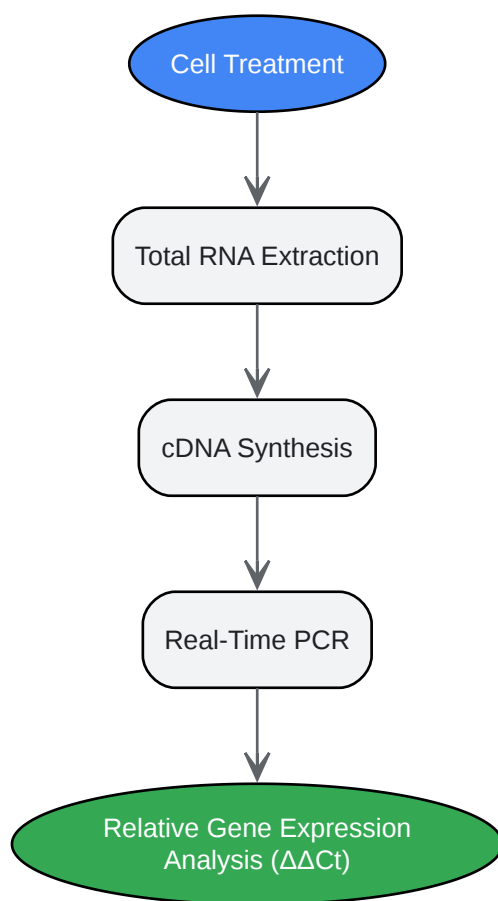 Cell Treatment
Total RNA Extraction
cDNA Synthesis
Real-Time PCR
Relative Gene Expression
Analysis (ΔΔCt)